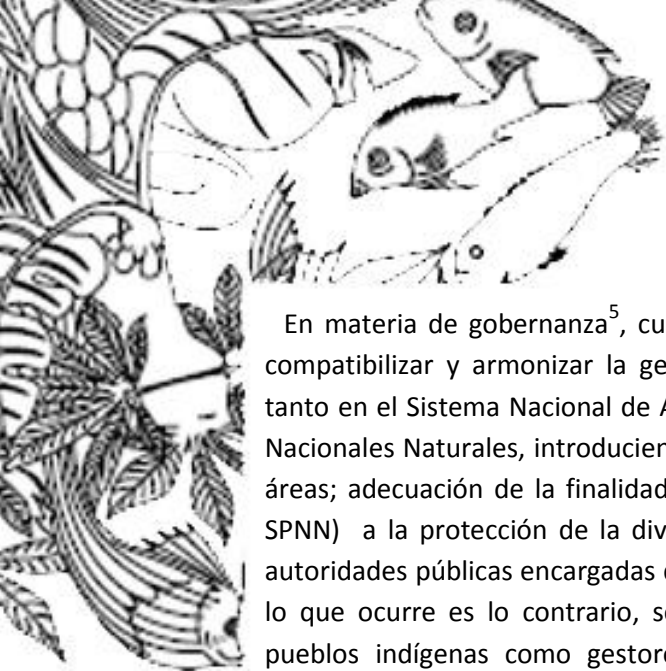 En materia de gobernanza⁵, cu
compatibilizar y armonizar la ge
tanto en el Sistema Nacional de A
Nacionales Naturales, introducien
áreas; adecuación de la finalidad
SPNN) a la protección de la div
autoridades públicas encargadas
lo que ocurre es lo contrario, s
pueblos indígenas como gestor